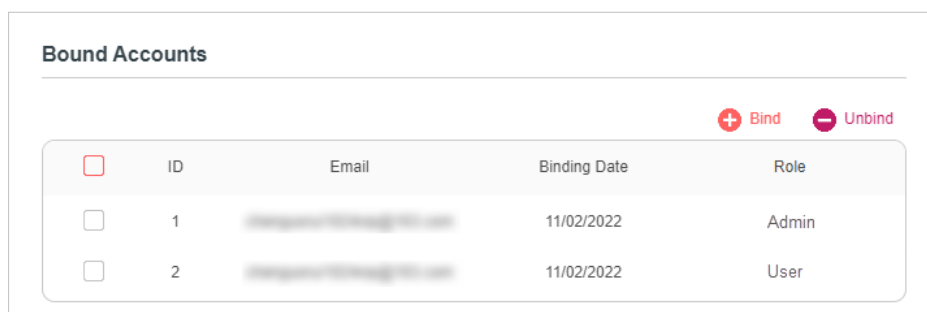 Bound Accounts
Bind Unbind
ID Email Binding Date Role
1 11/02/2022 Admin
2 11/02/2022 User